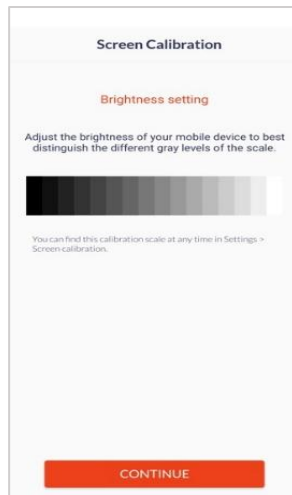 Screen Calibration
Brightness setting
Adjust the brightness of your mobile device to best
distinguish the different gray levels of the scale.
You can find this calibration scale at any time in Settings >
Screen calibration.
CONTINUE